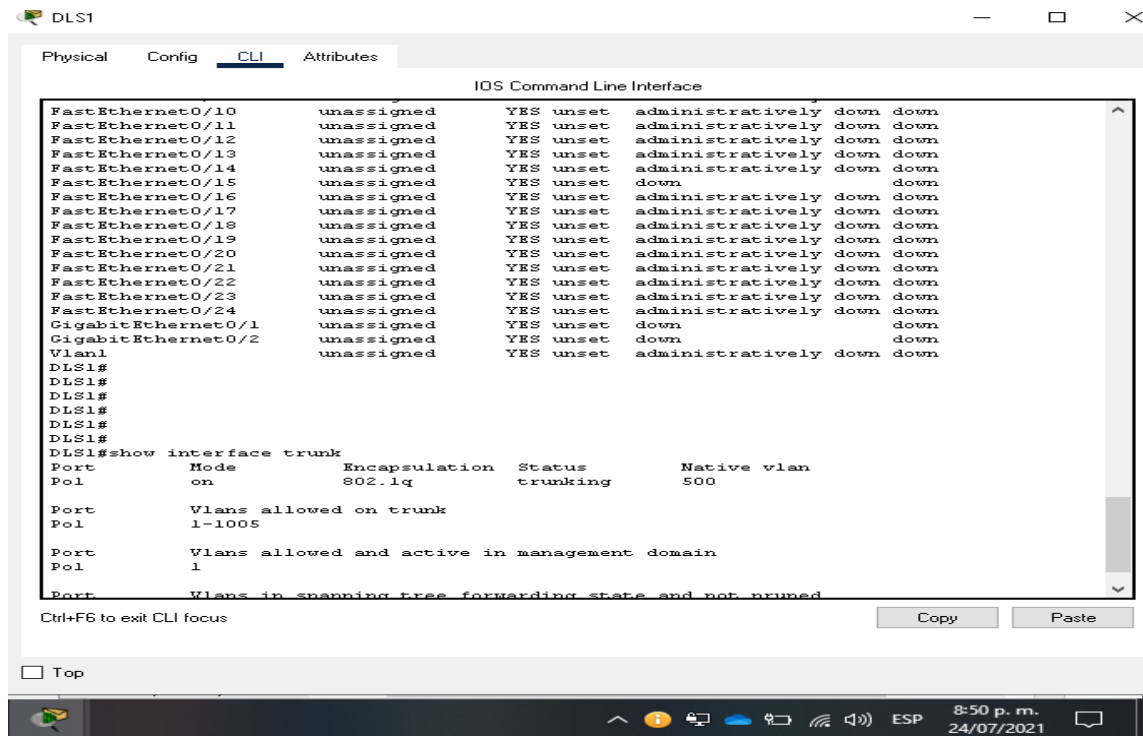 DLS1
Physical Config CLI Attributes
IOS Command Line Interface
FastEthernet0/10 unassigned YES unset administratively down down
FastEthernet0/11 unassigned YES unset administratively down down
FastEthernet0/12 unassigned YES unset administratively down down
FastEthernet0/13 unassigned YES unset administratively down down
FastEthernet0/14 unassigned YES unset administratively down down
FastEthernet0/15 unassigned YES unset down down
FastEthernet0/16 unassigned YES unset administratively down down
FastEthernet0/17 unassigned YES unset administratively down down
FastEthernet0/18 unassigned YES unset administratively down down
FastEthernet0/19 unassigned YES unset administratively down down
FastEthernet0/20 unassigned YES unset administratively down down
FastEthernet0/21 unassigned YES unset administratively down down
FastEthernet0/22 unassigned YES unset administratively down down
FastEthernet0/23 unassigned YES unset administratively down down
FastEthernet0/24 unassigned YES unset administratively down down
GigabitEthernet0/1 unassigned YES unset down down
GigabitEthernet0/2 unassigned YES unset down down
Vlan1 unassigned YES unset administratively down down
DLS1#
DLS1#
DLS1#
DLS1#
DLS1#
DLS1#
DLS1#show interface trunk
Port Mode Encapsulation Status Native vlan
Po1 on 802.1q trunking 500
Port Vlans allowed on trunk
Po1 1-1005
Port Vlans allowed and active in management domain
Po1 1
Port Vlans in spanning tree forwarding state and not pruned
Ctrl+F6 to exit CLI focus
Copy Paste
Top
ESP
8:50 p. m.
24/07/2021